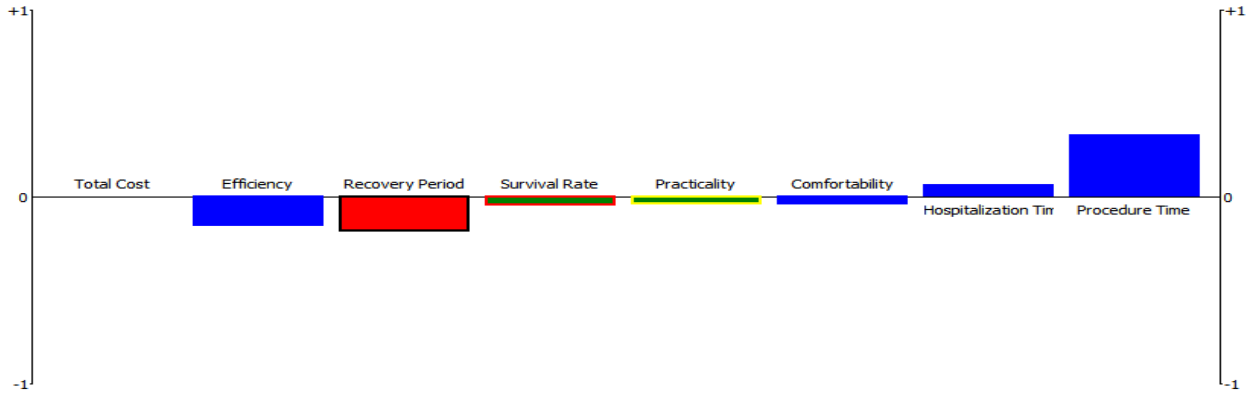 +1 +1
Total Cost Efficiency Recovery Period Survival Rate Practicality Comfortability
0 0
Hospitalization Tim Procedure Time
-1 -1